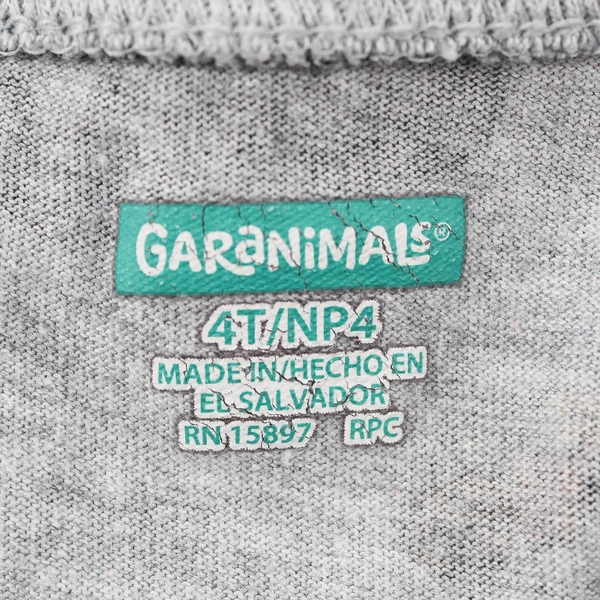 GARANIMALS®
4T/NP4
MADE IN/HECHO EN
EL SALVADOR
RN 15897 RPC